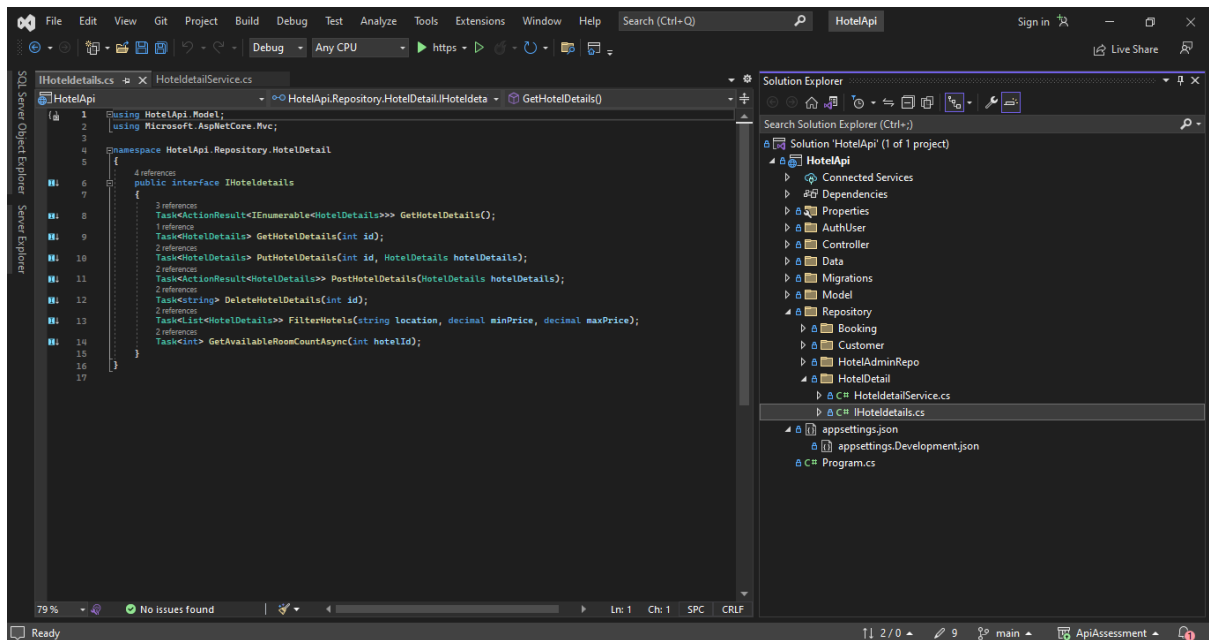 File Edit View Git Project Build Debug Test Analyze Tools Extensions Window Help Search (Ctrl+Q) HotelApi Sign in
Debug Any CPU https Live Share
SQL Server Object Explorer
Server Explorer
IHoteldetails.cs HoteldetailService.cs
HotelApi HotelApi.Repository.HotelDetail.IHoteldeta GetHotelDetails()
1 using HotelApi.Model;
2 using Microsoft.AspNetCore.Mvc;
3
4 namespace HotelApi.Repository.HotelDetail
5 {
4 references
6 public interface IHoteldetails
7 {
3 references
8 Task<ActionResult<IEnumerable<HotelDetails>>> GetHotelDetails();
1 reference
9 Task<HotelDetails> GetHotelDetails(int id);
2 references
10 Task<HotelDetails> PutHotelDetails(int id, HotelDetails hotelDetails);
2 references
11 Task<ActionResult<HotelDetails>> PostHotelDetails(HotelDetails hotelDetails);
2 references
12 Task<string> DeleteHotelDetails(int id);
2 references
13 Task<List<HotelDetails>> FilterHotels(string location, decimal minPrice, decimal maxPrice);
2 references
14 Task<int> GetAvailableRoomCountAsync(int hotelId);
15 }
16 }
17
79 % No issues found Ln: 1 Ch: 1 SPC CRLF
Solution Explorer
Search Solution Explorer (Ctrl+;)
Solution 'HotelApi' (1 of 1 project)
HotelApi
Connected Services
Dependencies
Properties
AuthUser
Controller
Data
Migrations
Model
Repository
Booking
Customer
HotelAdminRepo
HotelDetail
C# HoteldetailService.cs
C# IHoteldetails.cs
appsettings.json
appsettings.Development.json
C# Program.cs
Ready 2 / 0 9 main ApiAssessment 1